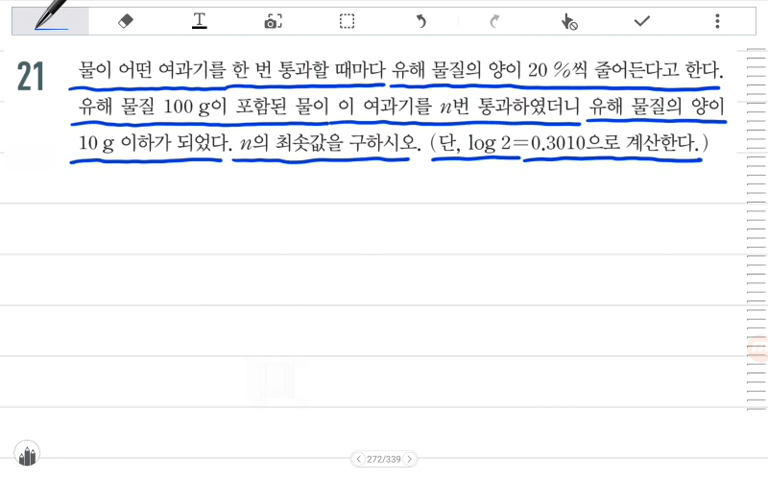 T
21 물이 어떤 여과기를 한 번 통과할 때마다 유해 물질의 양이 20 %씩 줄어든다고 한다.
유해 물질 100 g이 포함된 물이 이 여과기를 n번 통과하였더니 유해 물질의 양이
10 g 이하가 되었다. n의 최솟값을 구하시오. (단, log 2=0.3010으로 계산한다.)
272/339